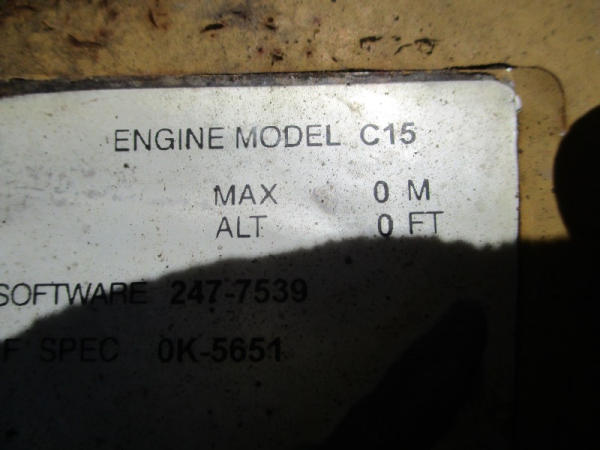 ENGINE MODEL C15
MAX 0 M
ALT 0 FT
SOFTWARE 247-7539
F SPEC 0K-5651